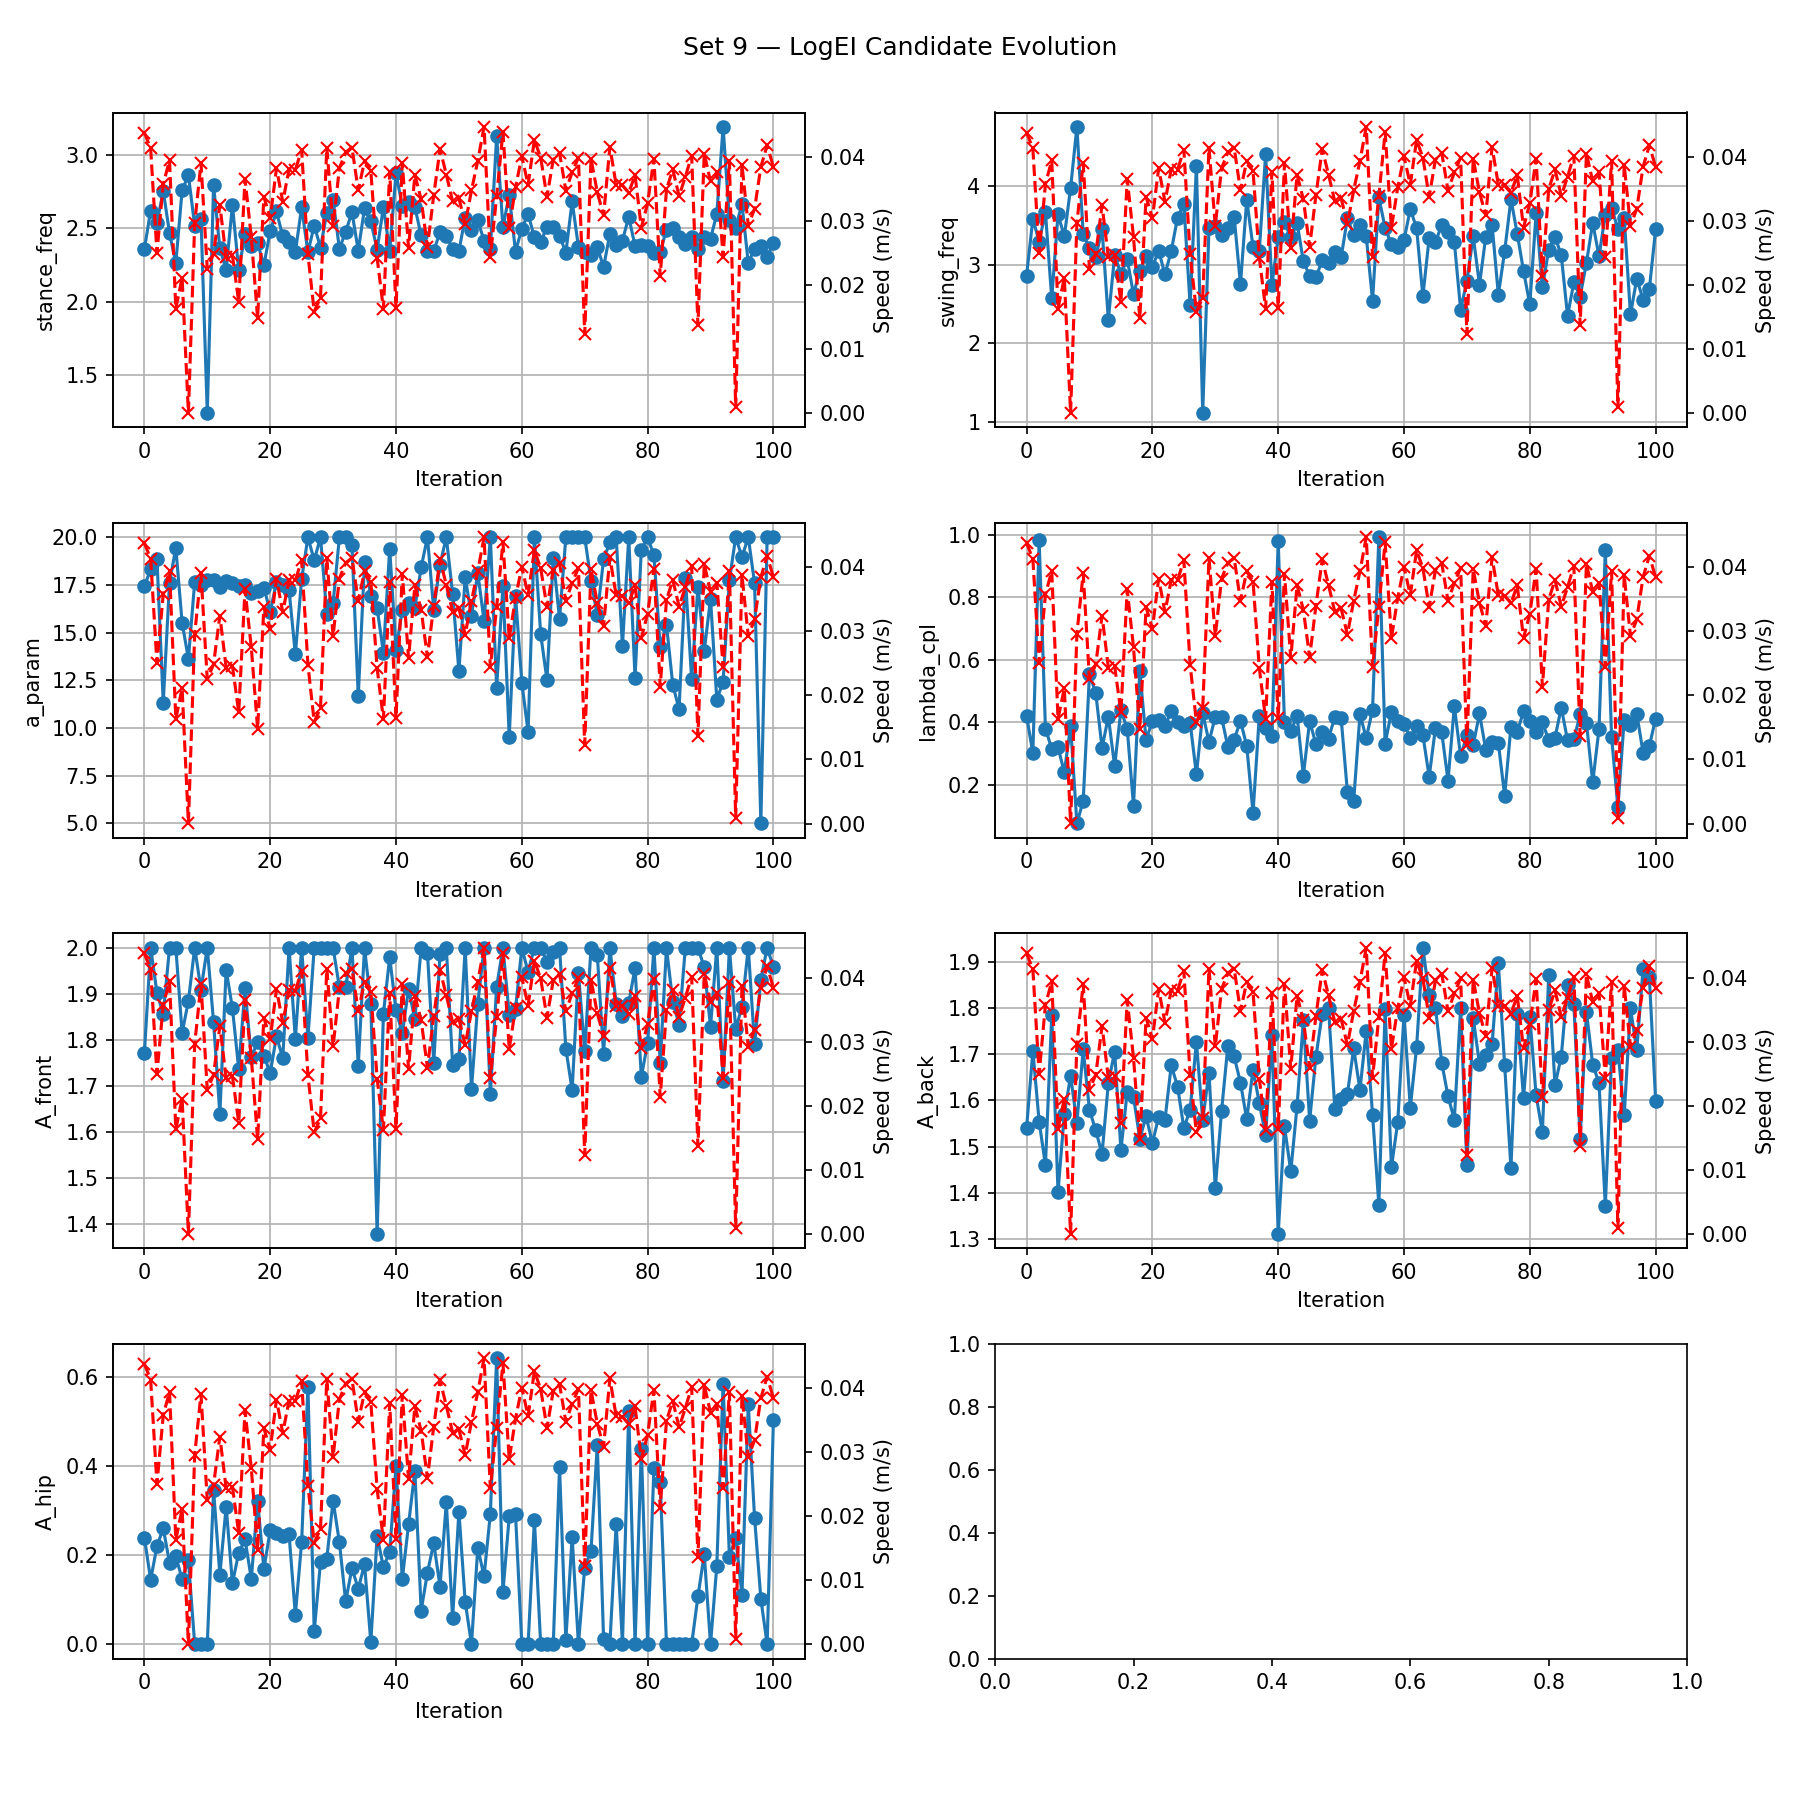 Set 9 — LogEI Candidate Evolution
stance_freq
3.0
2.5
2.0
1.5
0.04
0.03
0.02
0.01
0.00
Speed (m/s)
0 20 40 60 80 100
Iteration
swing_freq
4
3
2
1
0.04
0.03
0.02
0.01
0.00
Speed (m/s)
0 20 40 60 80 100
Iteration
a_param
20.0
17.5
15.0
12.5
10.0
7.5
5.0
0.04
0.03
0.02
0.01
0.00
Speed (m/s)
0 20 40 60 80 100
Iteration
lambda_cpl
1.0
0.8
0.6
0.4
0.2
0.04
0.03
0.02
0.01
0.00
Speed (m/s)
0 20 40 60 80 100
Iteration
A_front
2.0
1.9
1.8
1.7
1.6
1.5
1.4
0.04
0.03
0.02
0.01
0.00
Speed (m/s)
0 20 40 60 80 100
Iteration
A_back
1.9
1.8
1.7
1.6
1.5
1.4
1.3
0.04
0.03
0.02
0.01
0.00
Speed (m/s)
0 20 40 60 80 100
Iteration
A_hip
0.6
0.4
0.2
0.0
0.04
0.03
0.02
0.01
0.00
Speed (m/s)
0 20 40 60 80 100
Iteration
1.0
0.8
0.6
0.4
0.2
0.0
0.0 0.2 0.4 0.6 0.8 1.0